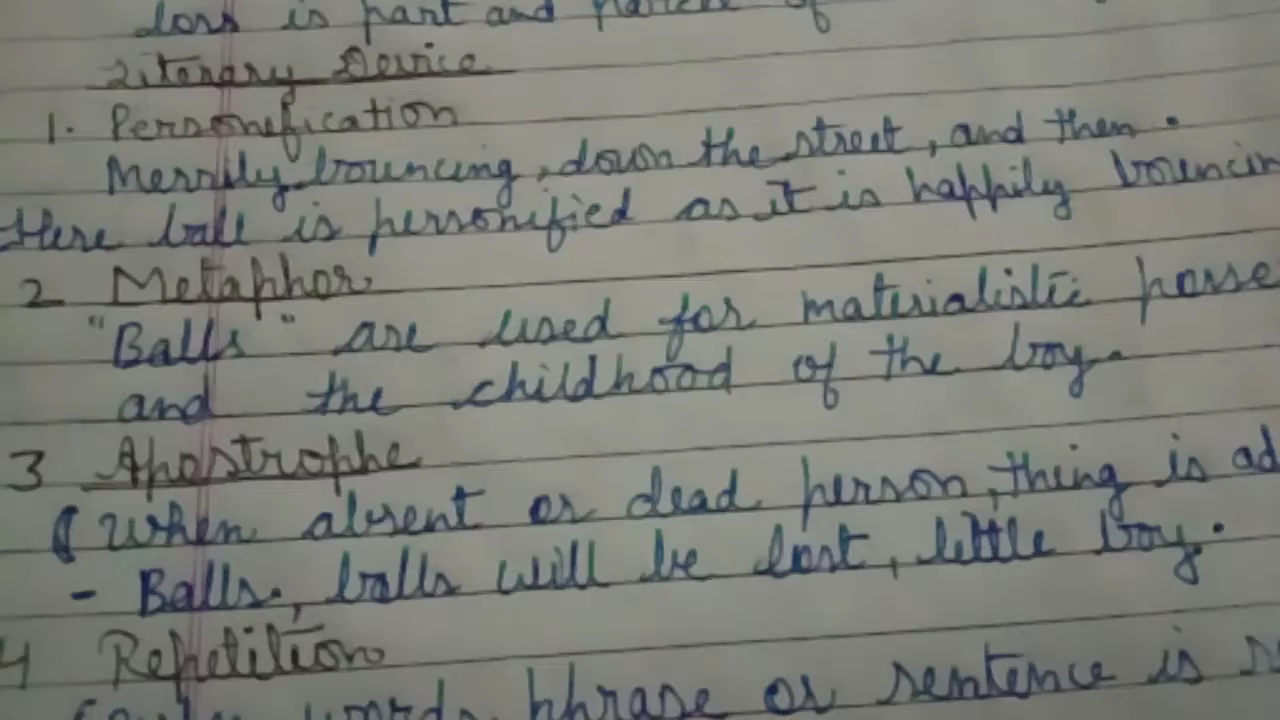 loss is part and of
Literary Device
1. Personification
Merrily bouncing, down the street, and then.
Here ball is personified as it is happily bouncin
2 Metaphor
"Balls" are used for materialistic posse
and the childhood of the boy.
3 Apostrophe
( When absent or dead person, thing is ad
- Balls, balls will be lost, little boy.
4 Repetition
words, phrase or sentence is